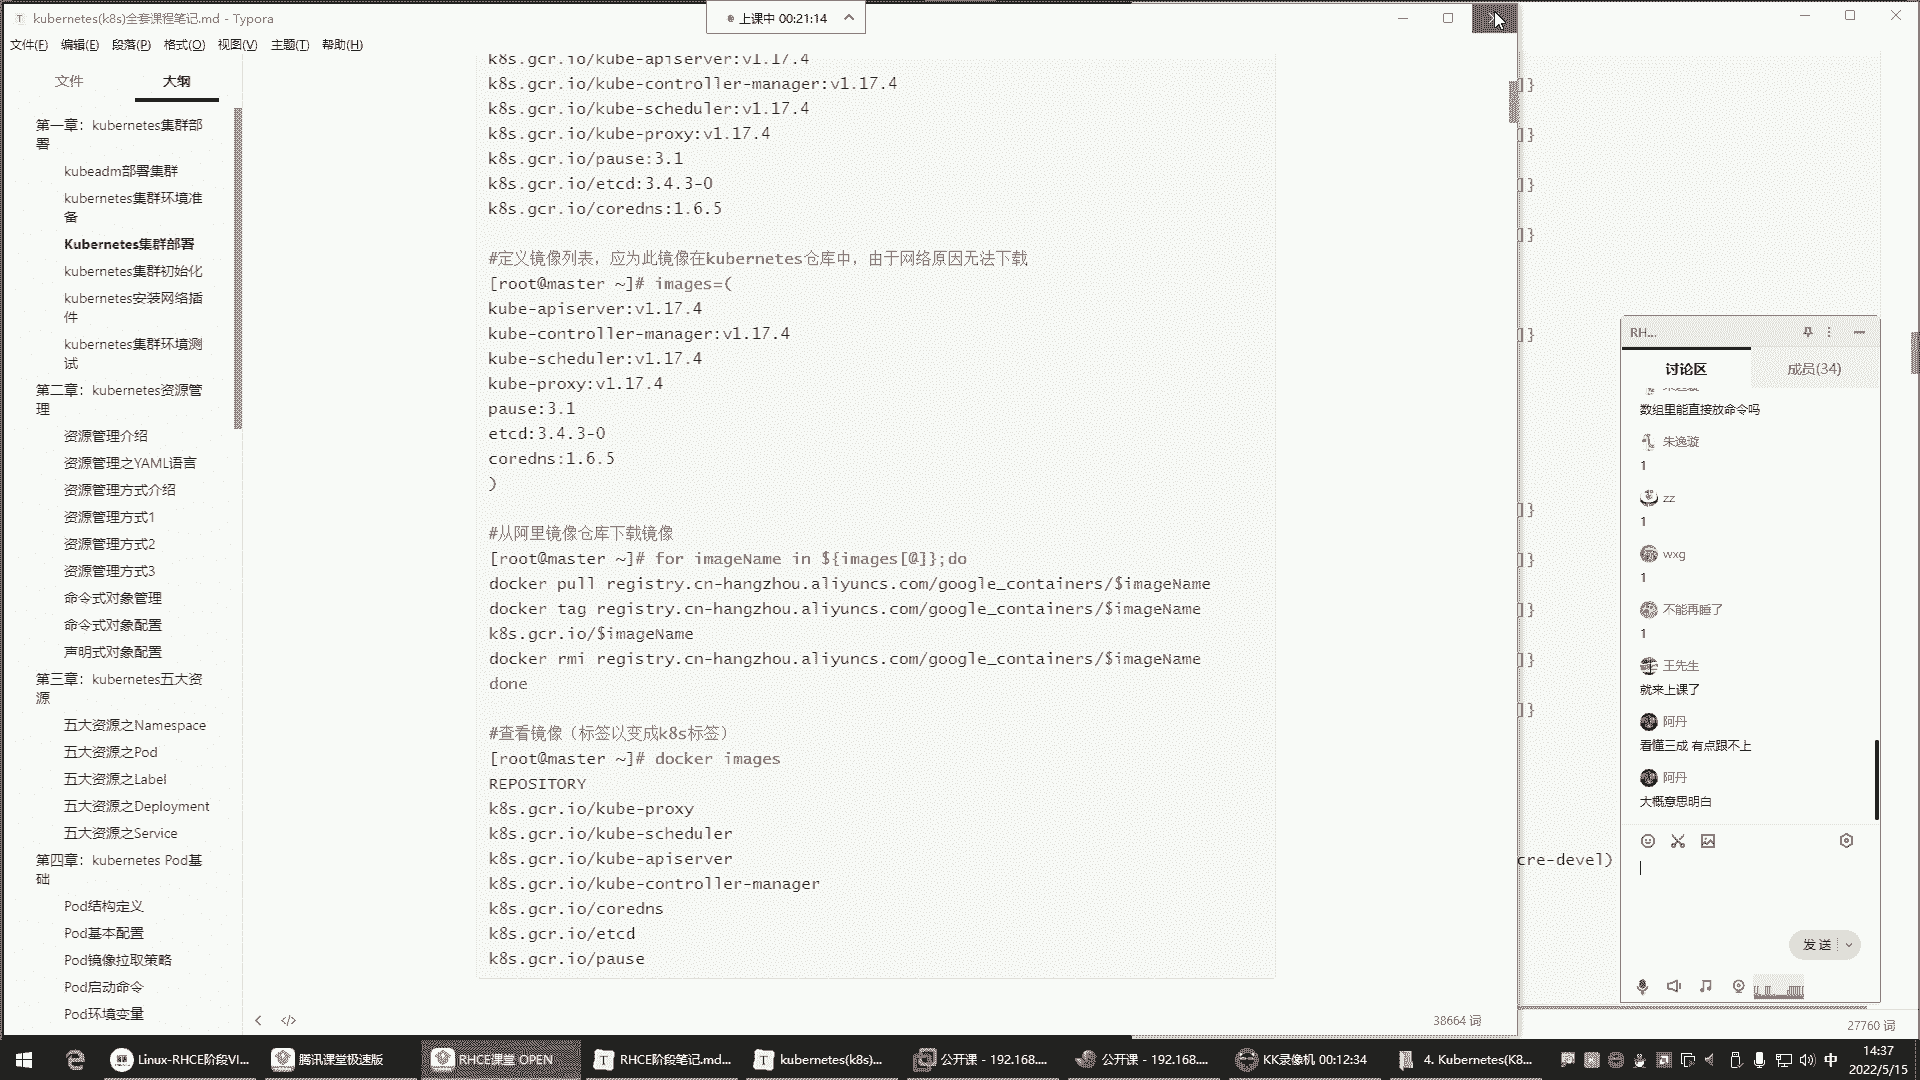 kubernetes(k8s)全套课程笔记.md - Typora
上课中 00:21:14
文件(F) 编辑(E) 段落(P) 格式(O) 视图(V) 主题(T) 帮助(H)
文件 大纲
第一章：kubernetes集群部
署
kubeadm部署集群
kubernetes集群环境准
备
Kubernetes集群部署
kubernetes集群初始化
kubernetes安装网络插
件
kubernetes集群环境测
试
第二章：kubernetes资源管
理
资源管理介绍
资源管理之YAML语言
资源管理方式介绍
资源管理方式1
资源管理方式2
资源管理方式3
命令式对象管理
命令式对象配置
声明式对象配置
第三章：kubernetes五大资
源
五大资源之Namespace
五大资源之Pod
五大资源之Label
五大资源之Deployment
五大资源之Service
第四章：kubernetes Pod基
础
Pod结构定义
Pod基本配置
Pod镜像拉取策略
Pod启动命令
Pod环境变量
k8s.gcr.io/kube-apiserver:v1.17.4
k8s.gcr.io/kube-controller-manager:v1.17.4
k8s.gcr.io/kube-scheduler:v1.17.4
k8s.gcr.io/kube-proxy:v1.17.4
k8s.gcr.io/pause:3.1
k8s.gcr.io/etcd:3.4.3-0
k8s.gcr.io/coredns:1.6.5
#定义镜像列表，应为此镜像在kubernetes仓库中，由于网络原因无法下载
[root@master ~]# images=(
kube-apiserver:v1.17.4
kube-controller-manager:v1.17.4
kube-scheduler:v1.17.4
kube-proxy:v1.17.4
pause:3.1
etcd:3.4.3-0
coredns:1.6.5
)
#从阿里镜像仓库下载镜像
[root@master ~]# for imageName in ${images[@]};do
docker pull registry.cn-hangzhou.aliyuncs.com/google_containers/$imageName
docker tag registry.cn-hangzhou.aliyuncs.com/google_containers/$imageName
k8s.gcr.io/$imageName
docker rmi registry.cn-hangzhou.aliyuncs.com/google_containers/$imageName
done
#查看镜像（标签以变成k8s标签）
[root@master ~]# docker images
REPOSITORY
k8s.gcr.io/kube-proxy
k8s.gcr.io/kube-scheduler
k8s.gcr.io/kube-apiserver
k8s.gcr.io/kube-controller-manager
k8s.gcr.io/coredns
k8s.gcr.io/etcd
k8s.gcr.io/pause
38664 词
]}
]}
]}
]}
]}
]}
]}
]}
]}
]}
cre-devel)
27760 词
RH...
讨论区 成员(34)
数组里能直接放命令吗
朱逸璇
1
zz
1
wxg
1
不能再睡了
1
王先生
就来上课了
阿丹
看懂三成 有点跟不上
阿丹
大概意思明白
发送
Linux-RHCE阶段VI... 腾讯课堂极速版 RHCE课堂 OPEN RHCE阶段笔记.md... kubernetes(k8s)... 公开课 - 192.168.... 公开课 - 192.168.... KK录像机 00:12:34 4. Kubernetes(K8... 中 14:37
2022/5/15